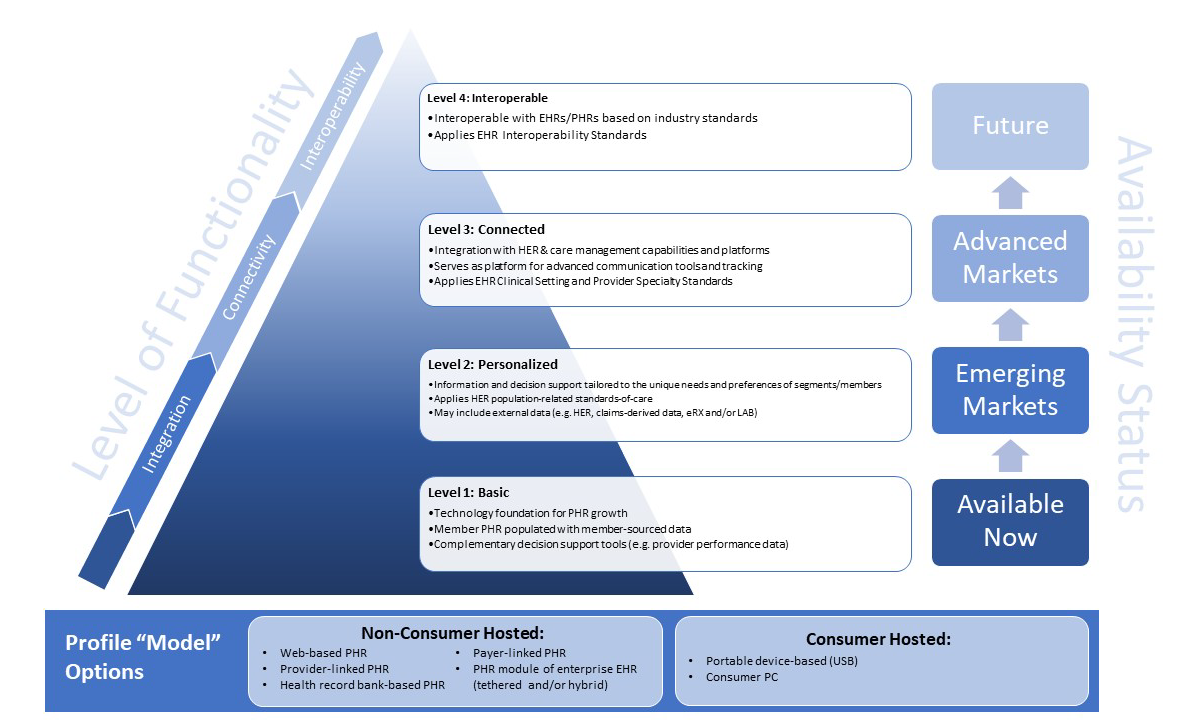 Level of Functionality
Integration
Connectivity
Interoperability
Level 4: Interoperable
•Interoperable with EHRs/PHRs based on industry standards
•Applies EHR Interoperability Standards
Future
Level 3: Connected
•Integration with HER & care management capabilities and platforms
•Serves as platform for advanced communication tools and tracking
•Applies EHR Clinical Setting and Provider Specialty Standards
Advanced
Markets
Level 2: Personalized
•Information and decision support tailored to the unique needs and preferences of segments/members
•Applies HER population-related standards-of-care
•May include external data (e.g. HER, claims-derived data, eRX and/or LAB)
Emerging
Markets
Level 1: Basic
•Technology foundation for PHR growth
•Member PHR populated with member-sourced data
•Complementary decision support tools (e.g. provider performance data)
Available
Now
Availability Status
Profile “Model”
Options
Non-Consumer Hosted:
• Web-based PHR
• Provider-linked PHR
• Health record bank-based PHR
• Payer-linked PHR
• PHR module of enterprise EHR
(tethered and/or hybrid)
Consumer Hosted:
• Portable device-based (USB)
• Consumer PC